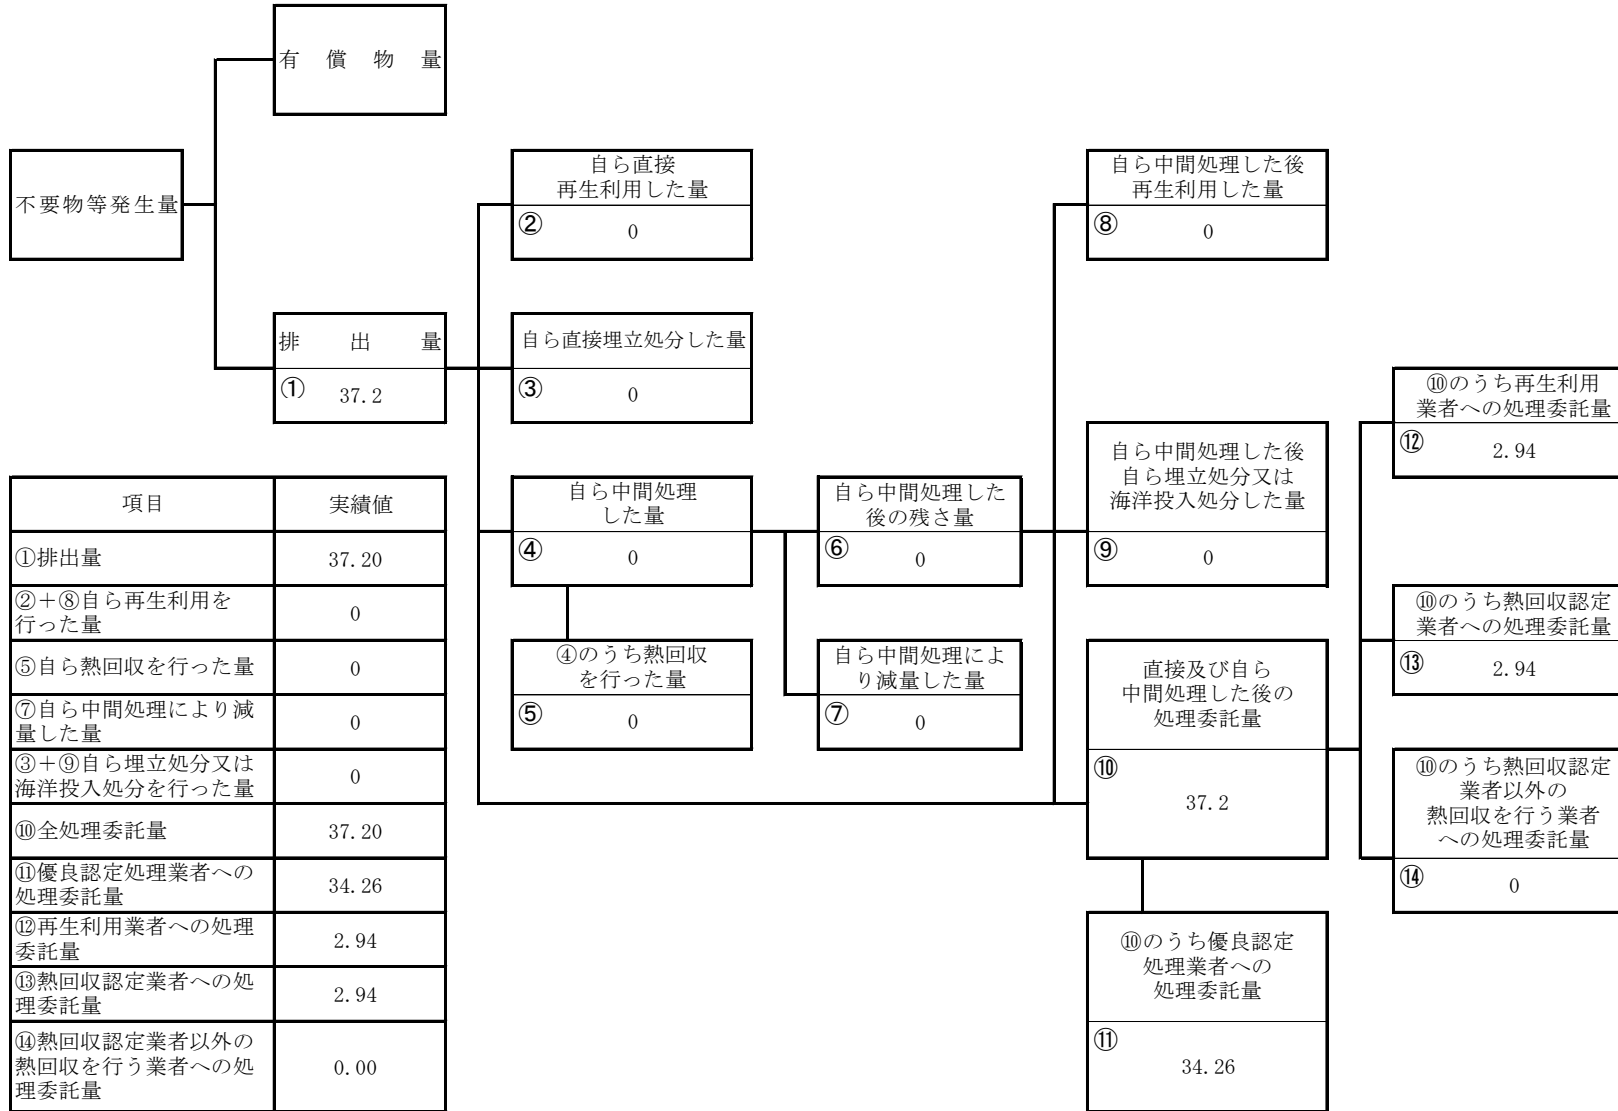 有償物量
不要物等発生量
排出量
① 37.2
自ら直接
再生利用した量
② 0
自ら直接埋立処分した量
③ 0
自ら中間処理
した量
④ 0
④のうち熱回収
を行った量
⑤ 0
自ら中間処理した
後の残さ量
⑥ 0
自ら中間処理によ
り減量した量
⑦ 0
自ら中間処理した後
再生利用した量
⑧ 0
自ら中間処理した後
自ら埋立処分又は
海洋投入処分した量
⑨ 0
直接及び自ら
中間処理した後の
処理委託量
⑩
37.2
⑩のうち優良認定
処理業者への
処理委託量
⑪
34.26
⑩のうち再生利用
業者への処理委託量
⑫ 2.94
⑩のうち熱回収認定
業者への処理委託量
⑬ 2.94
⑩のうち熱回収認定
業者以外の
熱回収を行う業者
への処理委託量
⑭ 0
項目 実績値
①排出量 37.20
②＋⑧自ら再生利用を
行った量 0
⑤自ら熱回収を行った量 0
⑦自ら中間処理により減
量した量 0
③＋⑨自ら埋立処分又は
海洋投入処分を行った量 0
⑩全処理委託量 37.20
⑪優良認定処理業者への
処理委託量 34.26
⑫再生利用業者への処理
委託量 2.94
⑬熱回収認定業者への処
理委託量 2.94
⑭熱回収認定業者以外の
熱回収を行う業者への処
理委託量 0.00